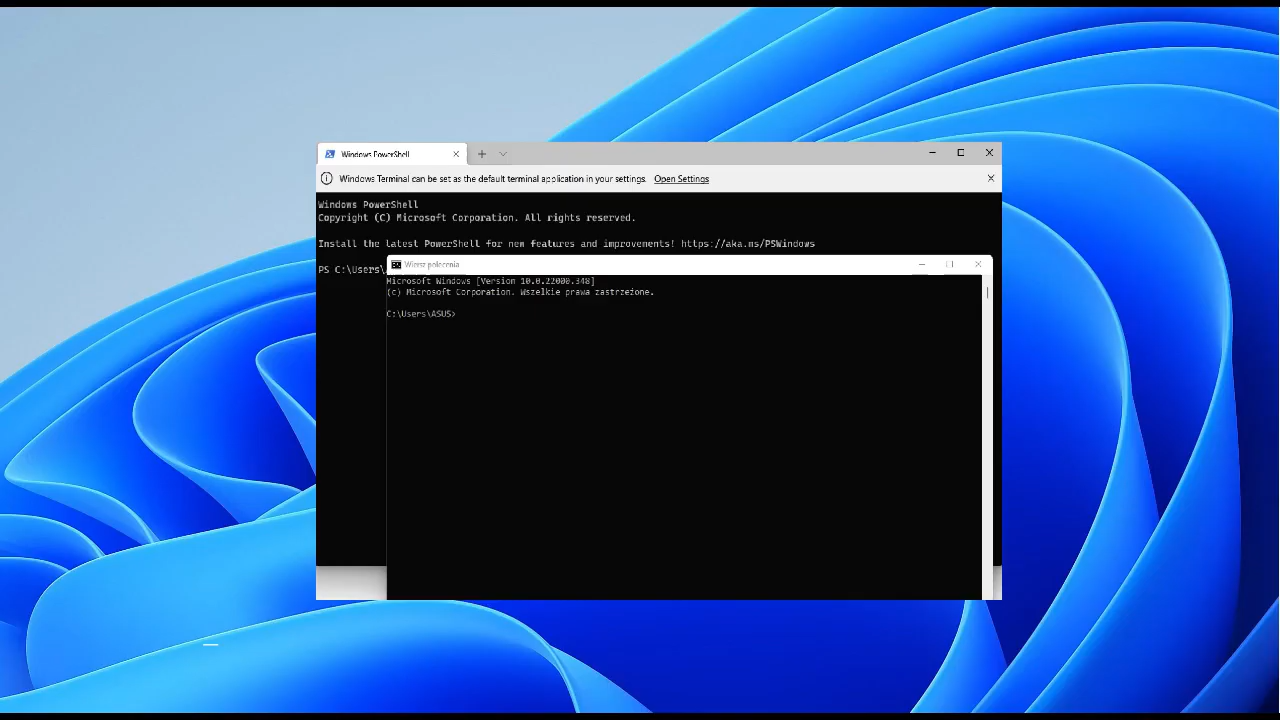 Windows PowerShell
Windows Terminal can be set as the default terminal application in your settings. Open Settings
Windows PowerShell
Copyright (C) Microsoft Corporation. All rights reserved.
Install the latest PowerShell for new features and improvements! https://aka.ms/PSWindows
PS C:\Users\
Wiersz polecenia
Microsoft Windows [Version 10.0.22000.348]
(c) Microsoft Corporation. Wszelkie prawa zastrzeżone.
C:\Users\ASUS>